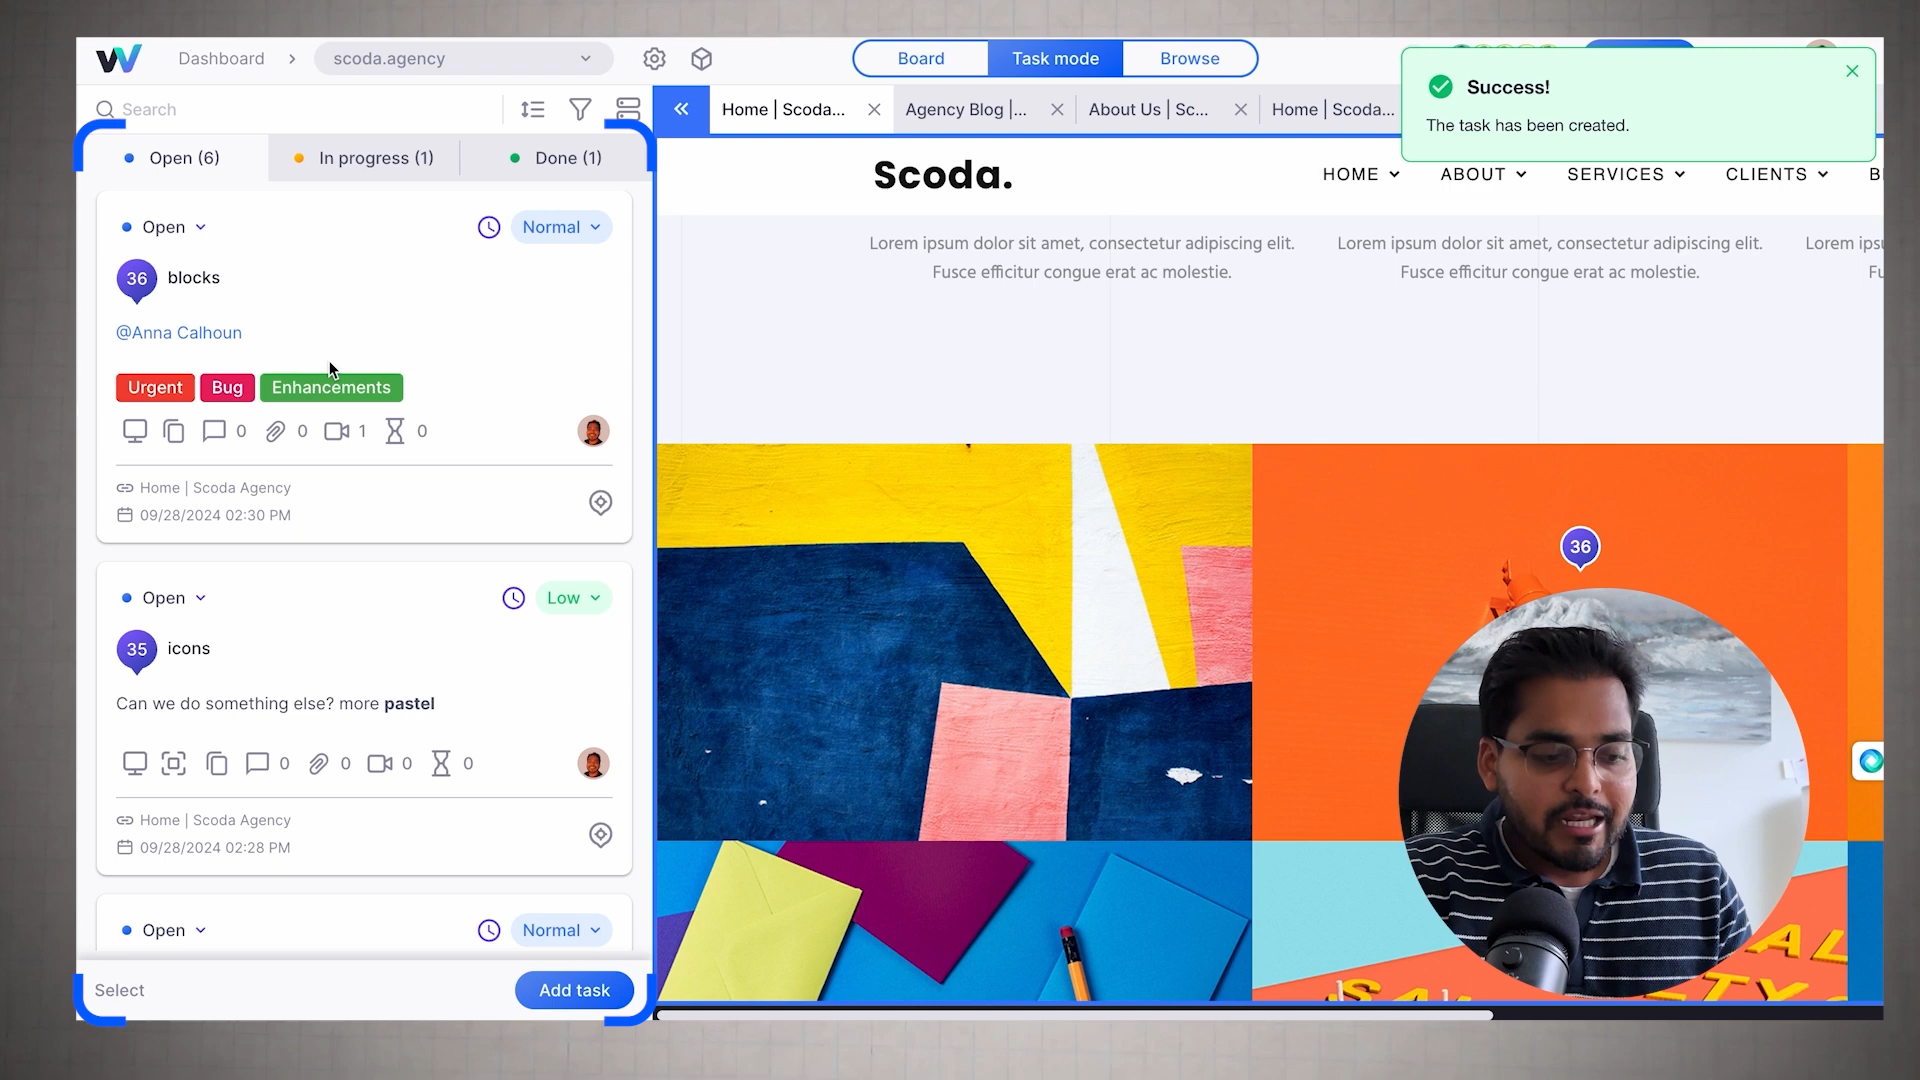 Dashboard
scoda.agency
Board
Task mode
Browse
Success!
The task has been created.
Search
Home | Scoda...
Agency Blog |...
About Us | Sc...
Home | Scoda...
Open (6)
In progress (1)
Done (1)
Scoda.
HOME
ABOUT
SERVICES
CLIENTS
Open
Normal
36
blocks
@Anna Calhoun
Urgent
Bug
Enhancements
0
0
1
0
Home | Scoda Agency
09/28/2024 02:30 PM
Lorem ipsum dolor sit amet, consectetur adipiscing elit.
Fusce efficitur congue erat ac molestie.
Lorem ipsum dolor sit amet, consectetur adipiscing elit.
Fusce efficitur congue erat ac molestie.
Lorem
36
Open
Low
35
icons
Can we do something else? more pastel
0
0
0
0
Home | Scoda Agency
09/28/2024 02:28 PM
Open
Normal
Select
Add task